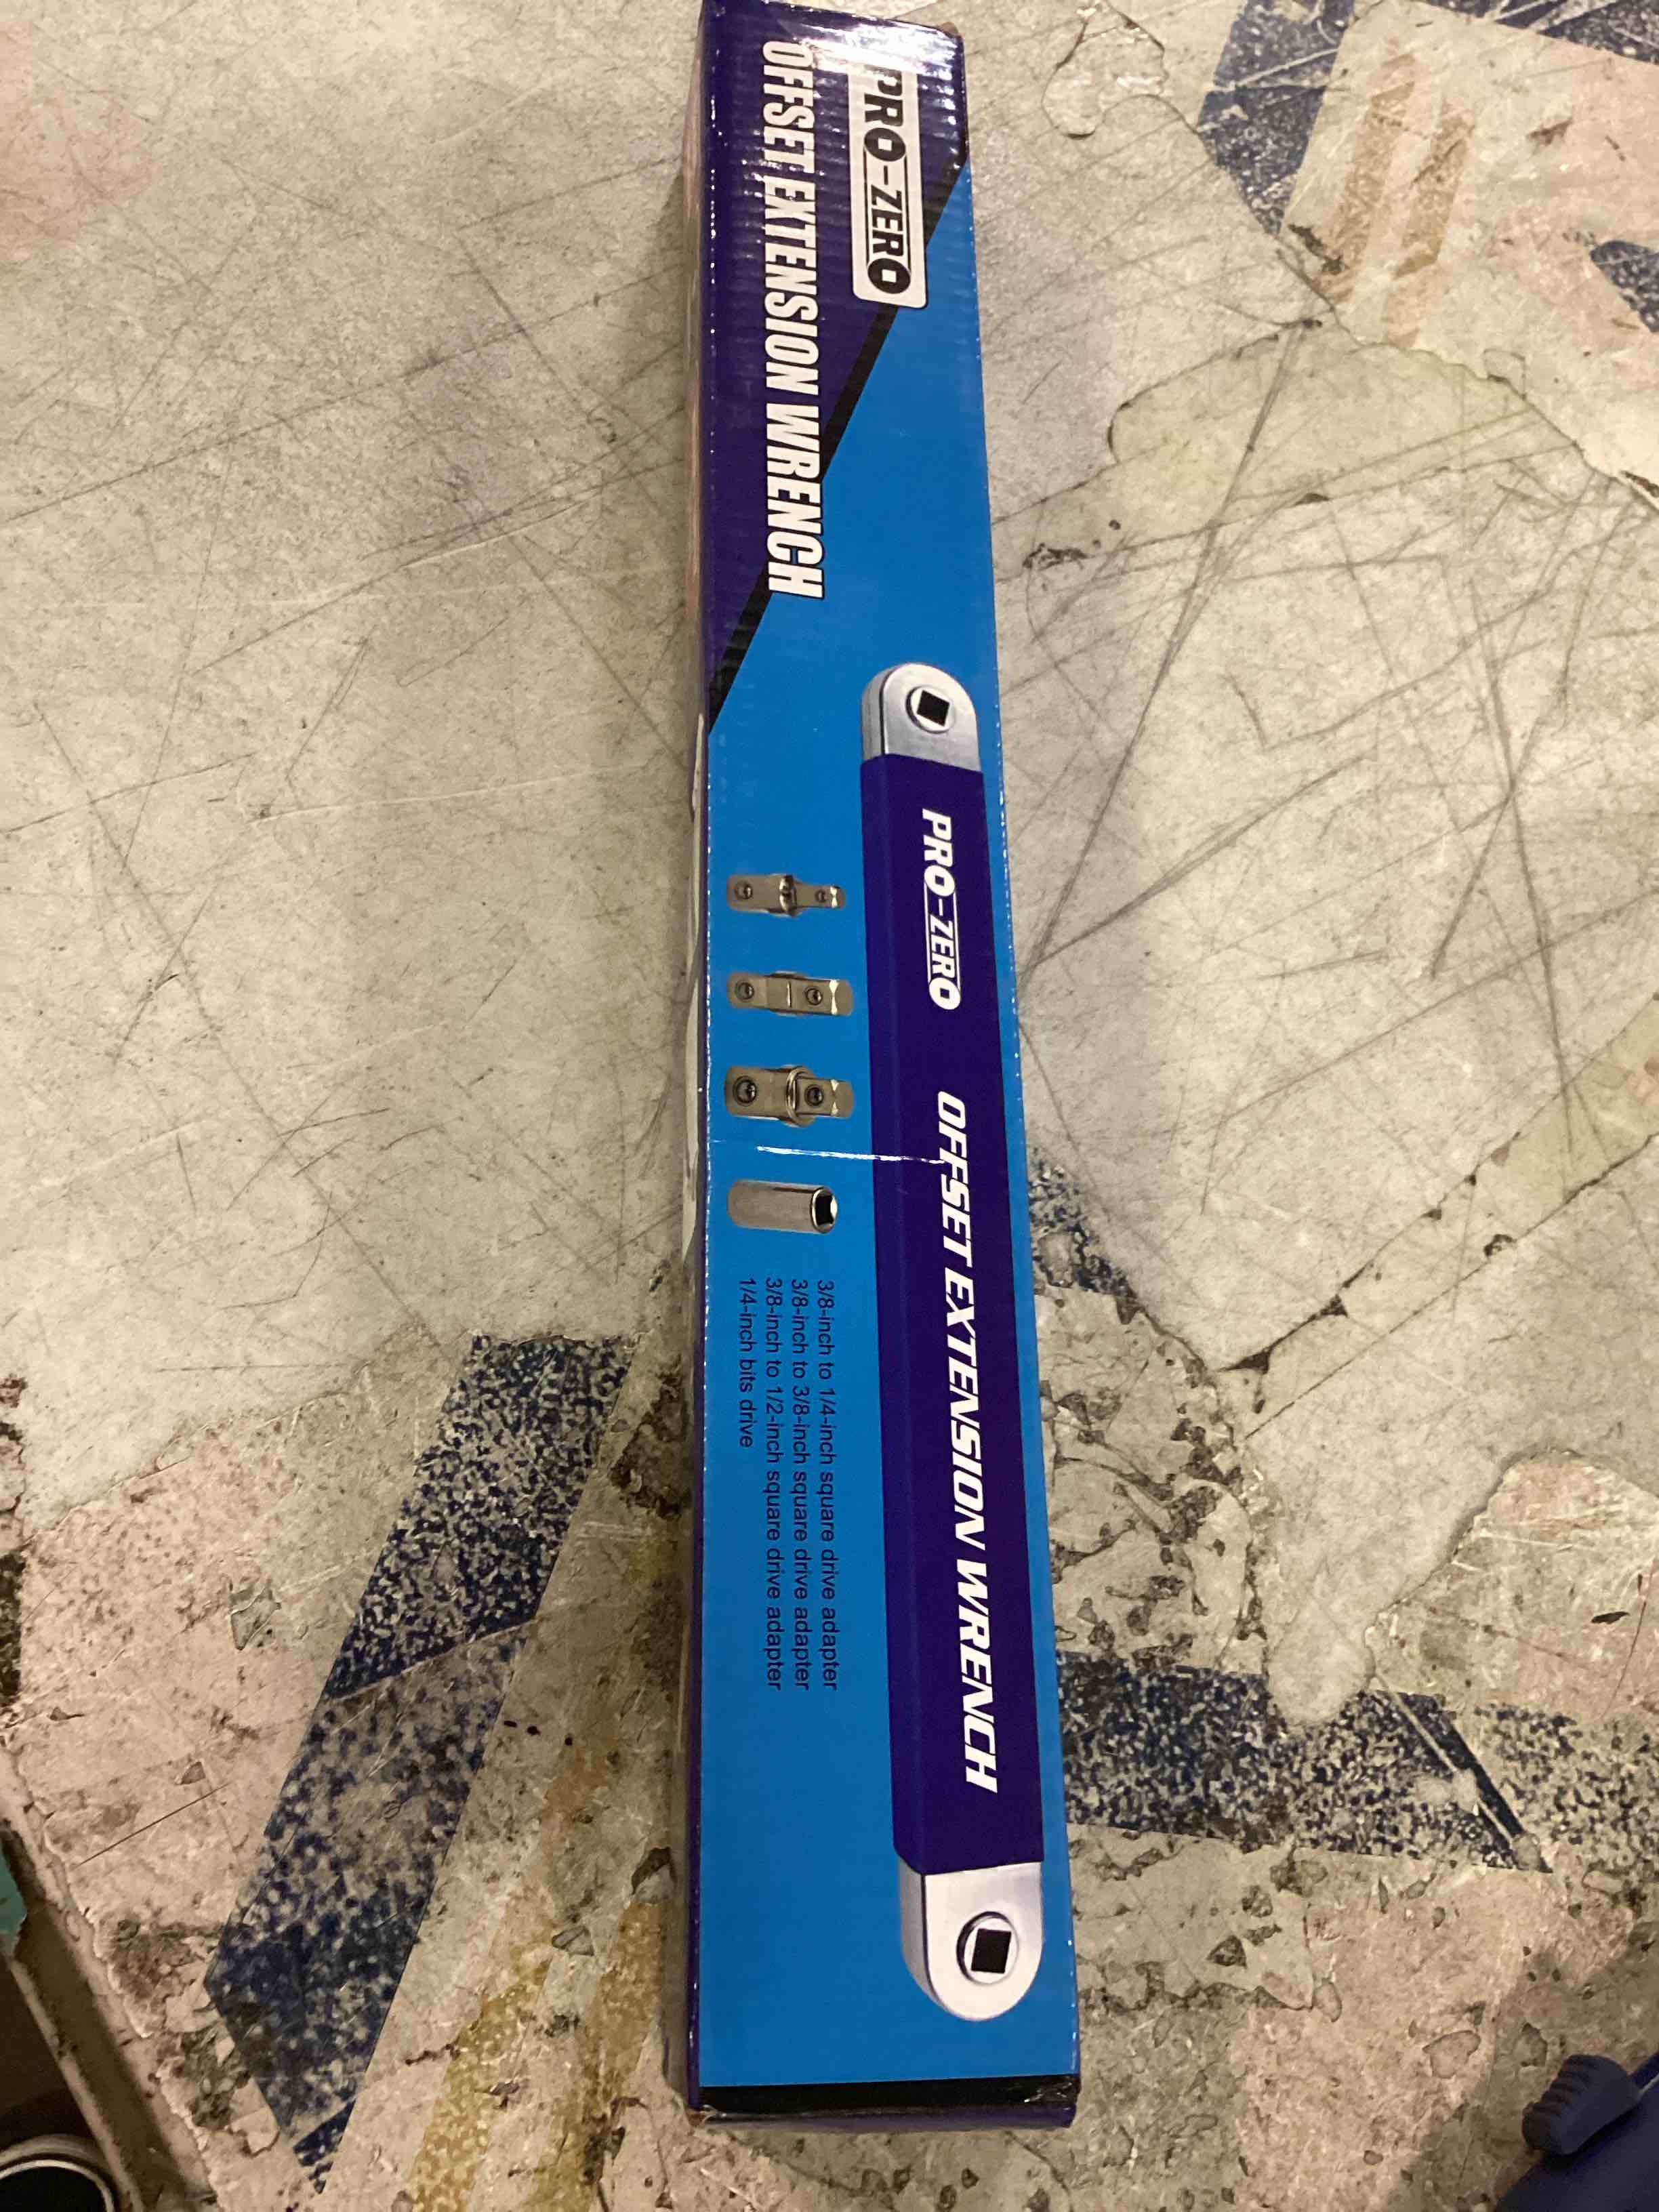 PRO-ZERO
OFFSET EXTENSION WRENCH
PRO-ZERO OFFSET EXTENSION WRENCH
3/8-inch to 1/4-inch square drive adapter
3/8-inch to 3/8-inch square drive adapter
3/8-inch to 1/2-inch square drive adapter
1/4-inch bits drive